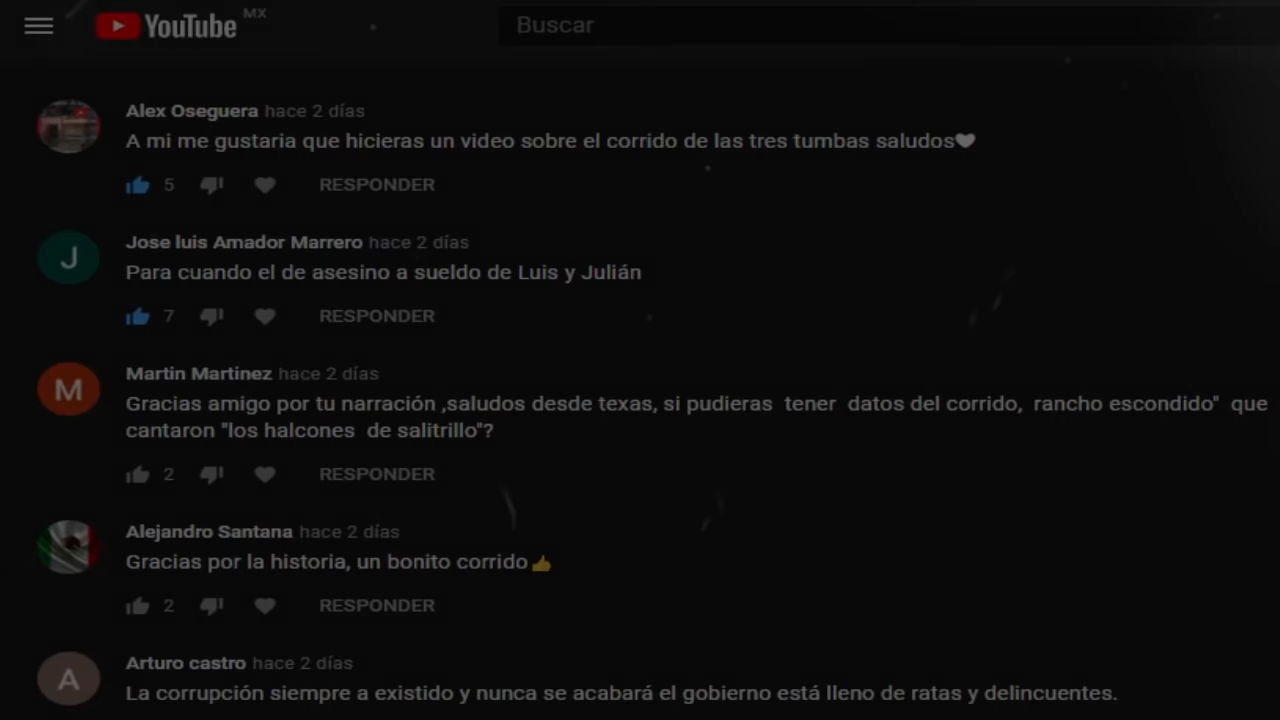 YouTube MX
Buscar
Alex Oseguera hace 2 días
A mi me gustaria que hicieras un video sobre el corrido de las tres tumbas saludos🤍
5 RESPONDER
J
Jose luis Amador Marrero hace 2 días
Para cuando el de asesino a sueldo de Luis y Julián
7 RESPONDER
M
Martin Martinez hace 2 días
Gracias amigo por tu narración ,saludos desde texas, si pudieras tener datos del corrido, rancho escondido" que
cantaron "los halcones de salitrillo"?
2 RESPONDER
Alejandro Santana hace 2 días
Gracias por la historia, un bonito corrido👍
2 RESPONDER
A
Arturo castro hace 2 días
La corrupción siempre a existido y nunca se acabará el gobierno está lleno de ratas y delincuentes.